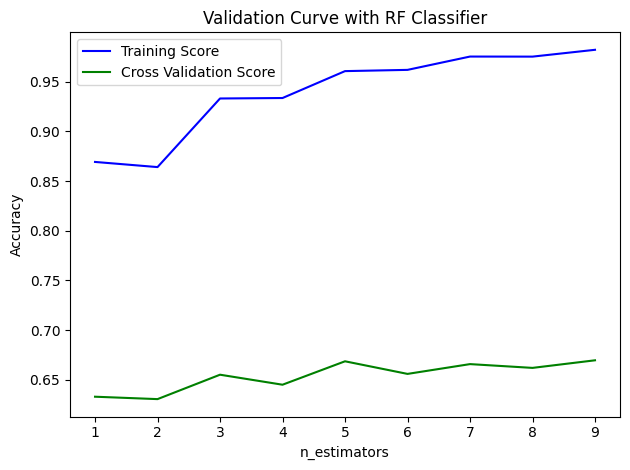 Validation Curve with RF Classifier
Training Score
Cross Validation Score
0.95
0.90
0.85
0.80
0.75
0.70
0.65
Accuracy
1 2 3 4 5 6 7 8 9
n_estimators